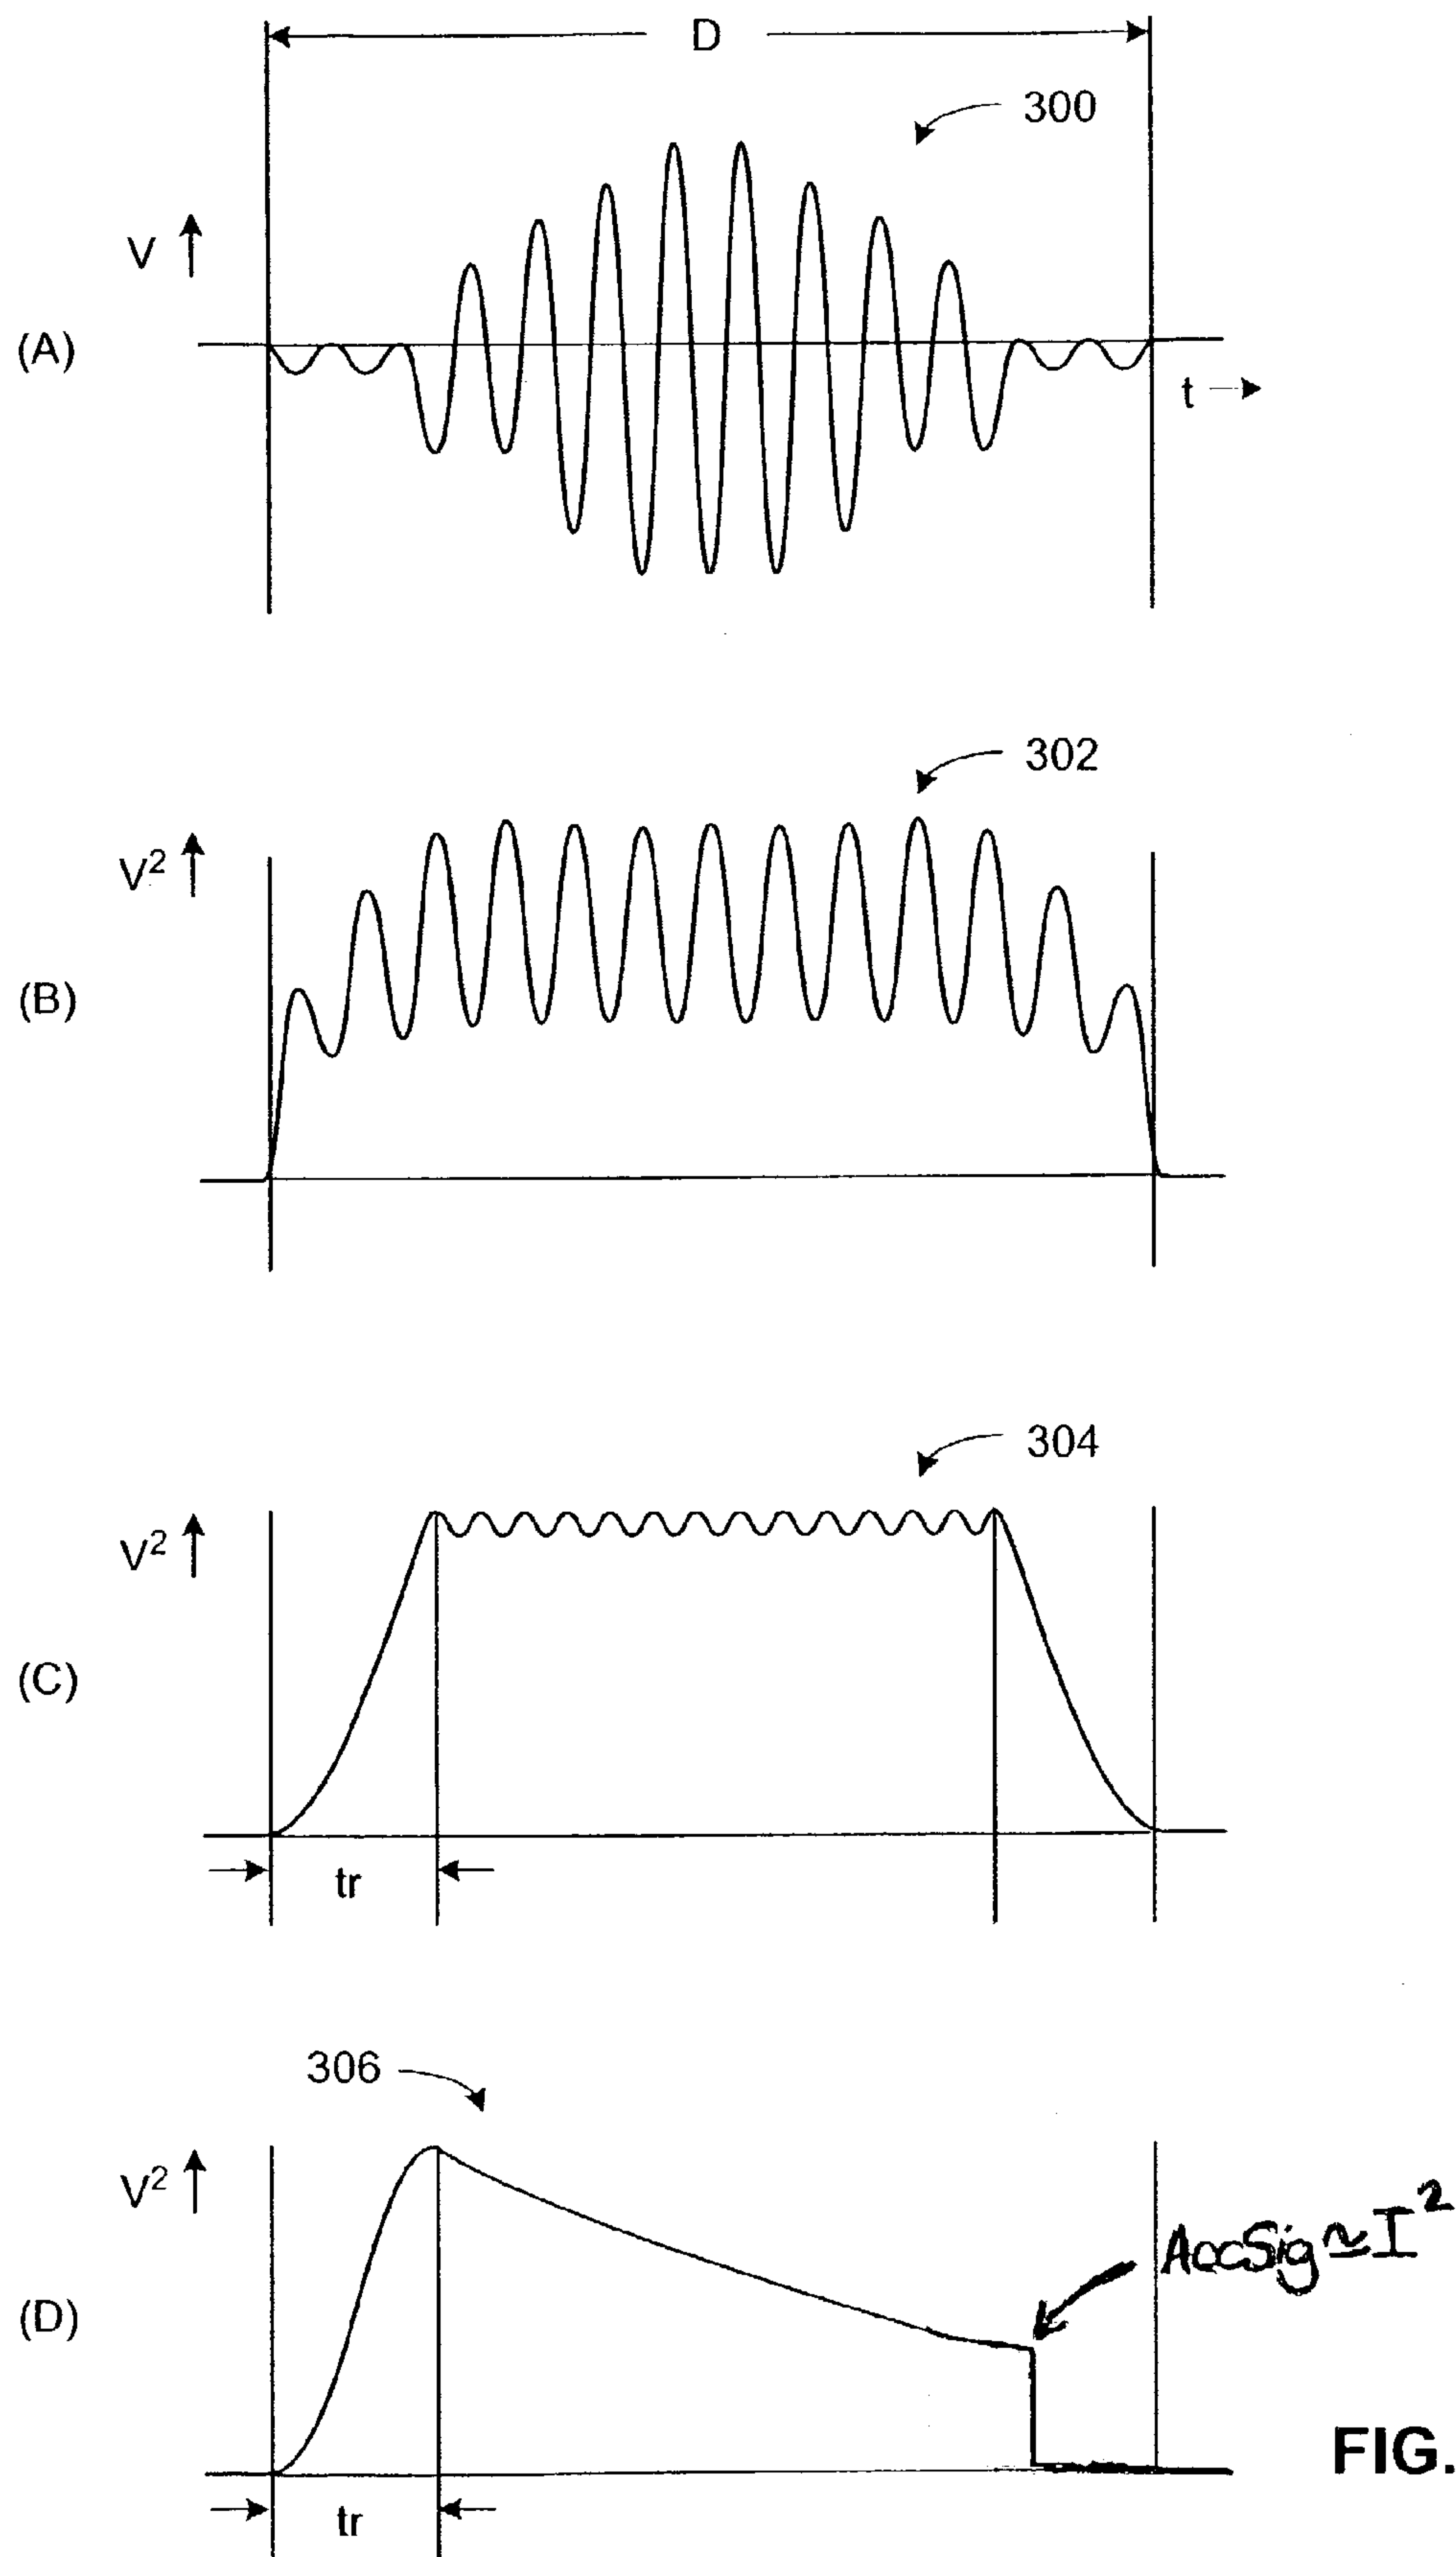 D
300
V
(A)
t
302
V²
(B)
304
V²
(C)
tr
306
V²
AccSig≃I²
(D)
FIG.
tr